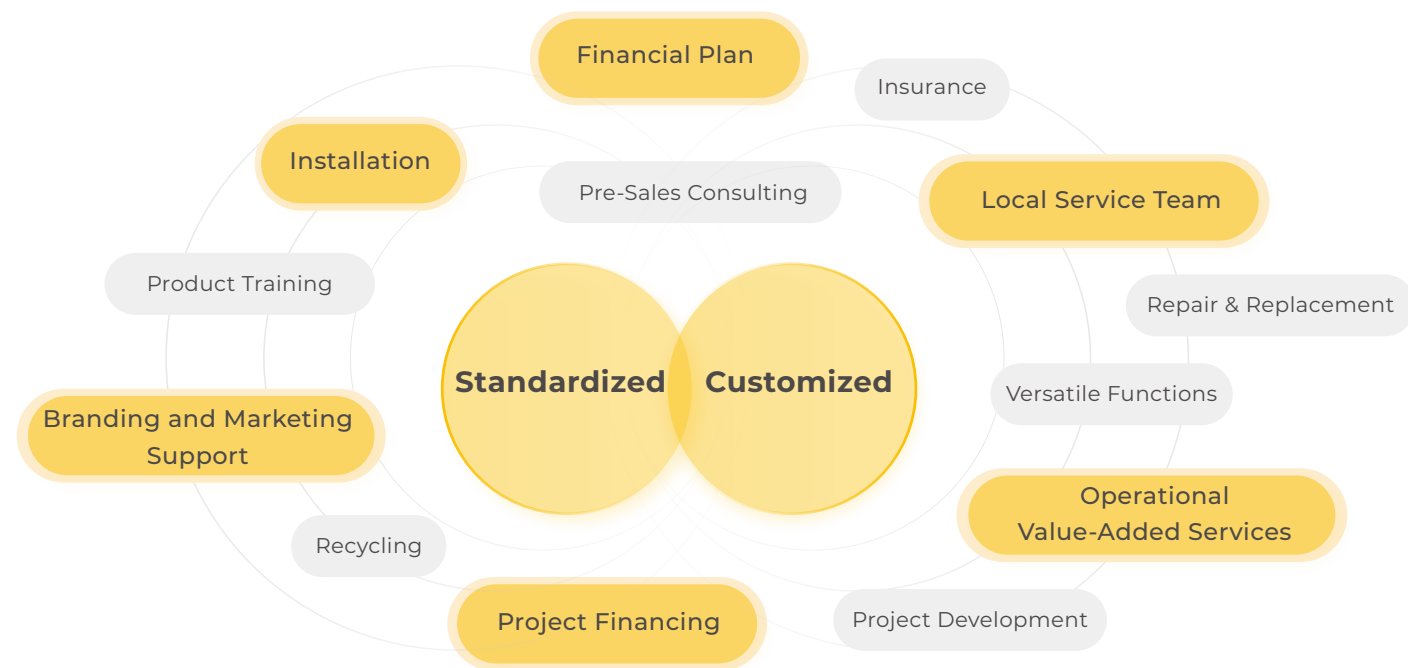 Financial Plan
Insurance
Installation
Pre-Sales Consulting
Local Service Team
Product Training
Repair & Replacement
Standardized
Customized
Versatile Functions
Branding and Marketing
Support
Operational
Value-Added Services
Recycling
Project Financing
Project Development